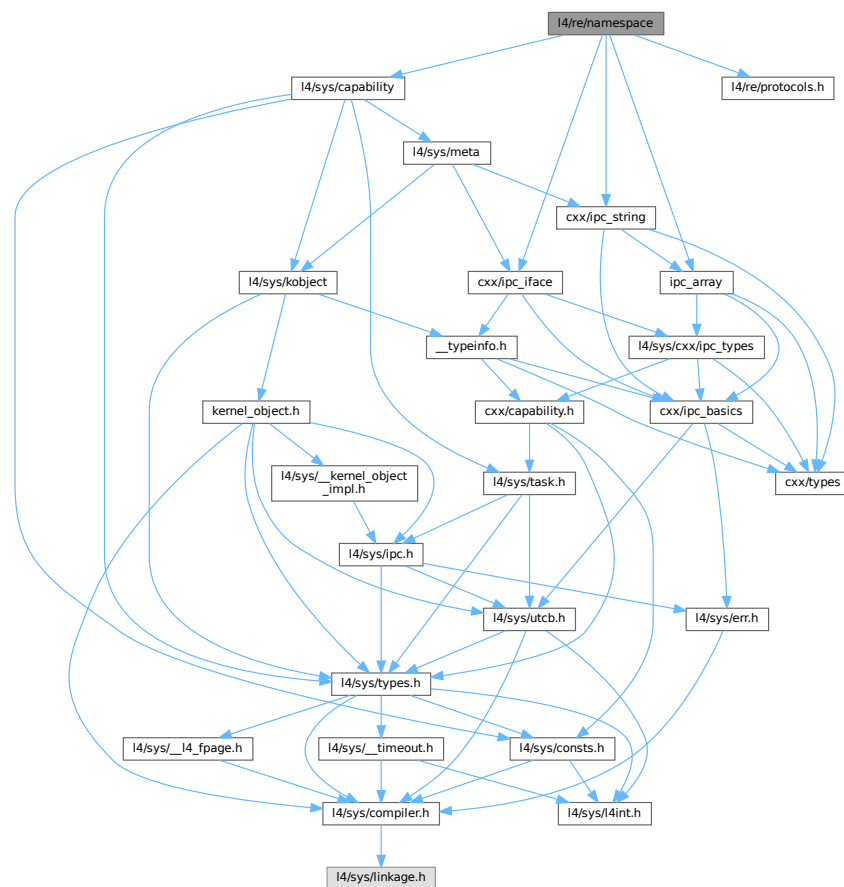 l4/re/namespace
l4/sys/capability
l4/re/protocols.h
l4/sys/meta
cxx/ipc_string
l4/sys/kobject
cxx/ipc_iface
ipc_array
__typeinfo.h
l4/sys/cxx/ipc_types
kernel_object.h
cxx/capability.h
cxx/ipc_basics
l4/sys/__kernel_object
_impl.h
l4/sys/task.h
cxx/types
l4/sys/ipc.h
l4/sys/utcb.h
l4/sys/err.h
l4/sys/types.h
l4/sys/__l4_fpage.h
l4/sys/__timeout.h
l4/sys/consts.h
l4/sys/compiler.h
l4/sys/l4int.h
l4/sys/linkage.h